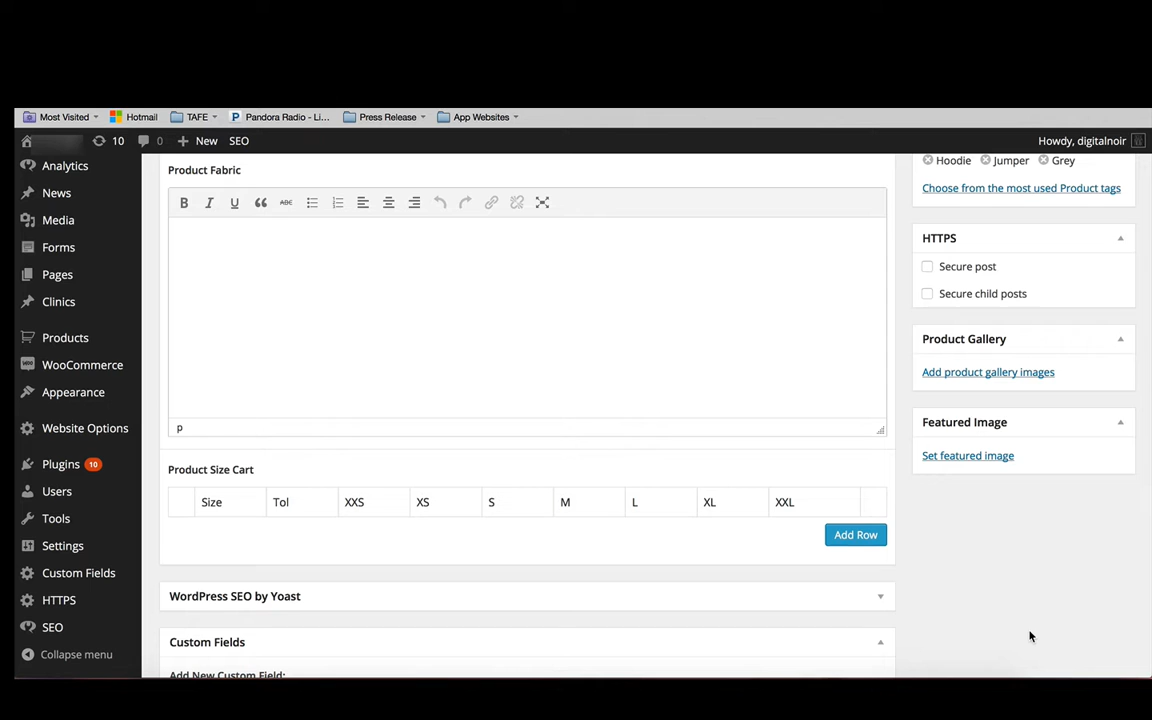 Most Visited Hotmail TAFE Pandora Radio - Li... Press Release App Websites
10 0 New SEO Howdy, digitalnoir
Analytics
News
Media
Forms
Pages
Clinics
Products
WooCommerce
Appearance
Website Options
Plugins 10
Users
Tools
Settings
Custom Fields
HTTPS
SEO
Collapse menu
Product Fabric
B I U ABC
p
Product Size Cart
Size Tol XXS XS S M L XL XXL
Add Row
WordPress SEO by Yoast
Custom Fields
Add New Custom Field:
Hoodie Jumper Grey
Choose from the most used Product tags
HTTPS
Secure post
Secure child posts
Product Gallery
Add product gallery images
Featured Image
Set featured image